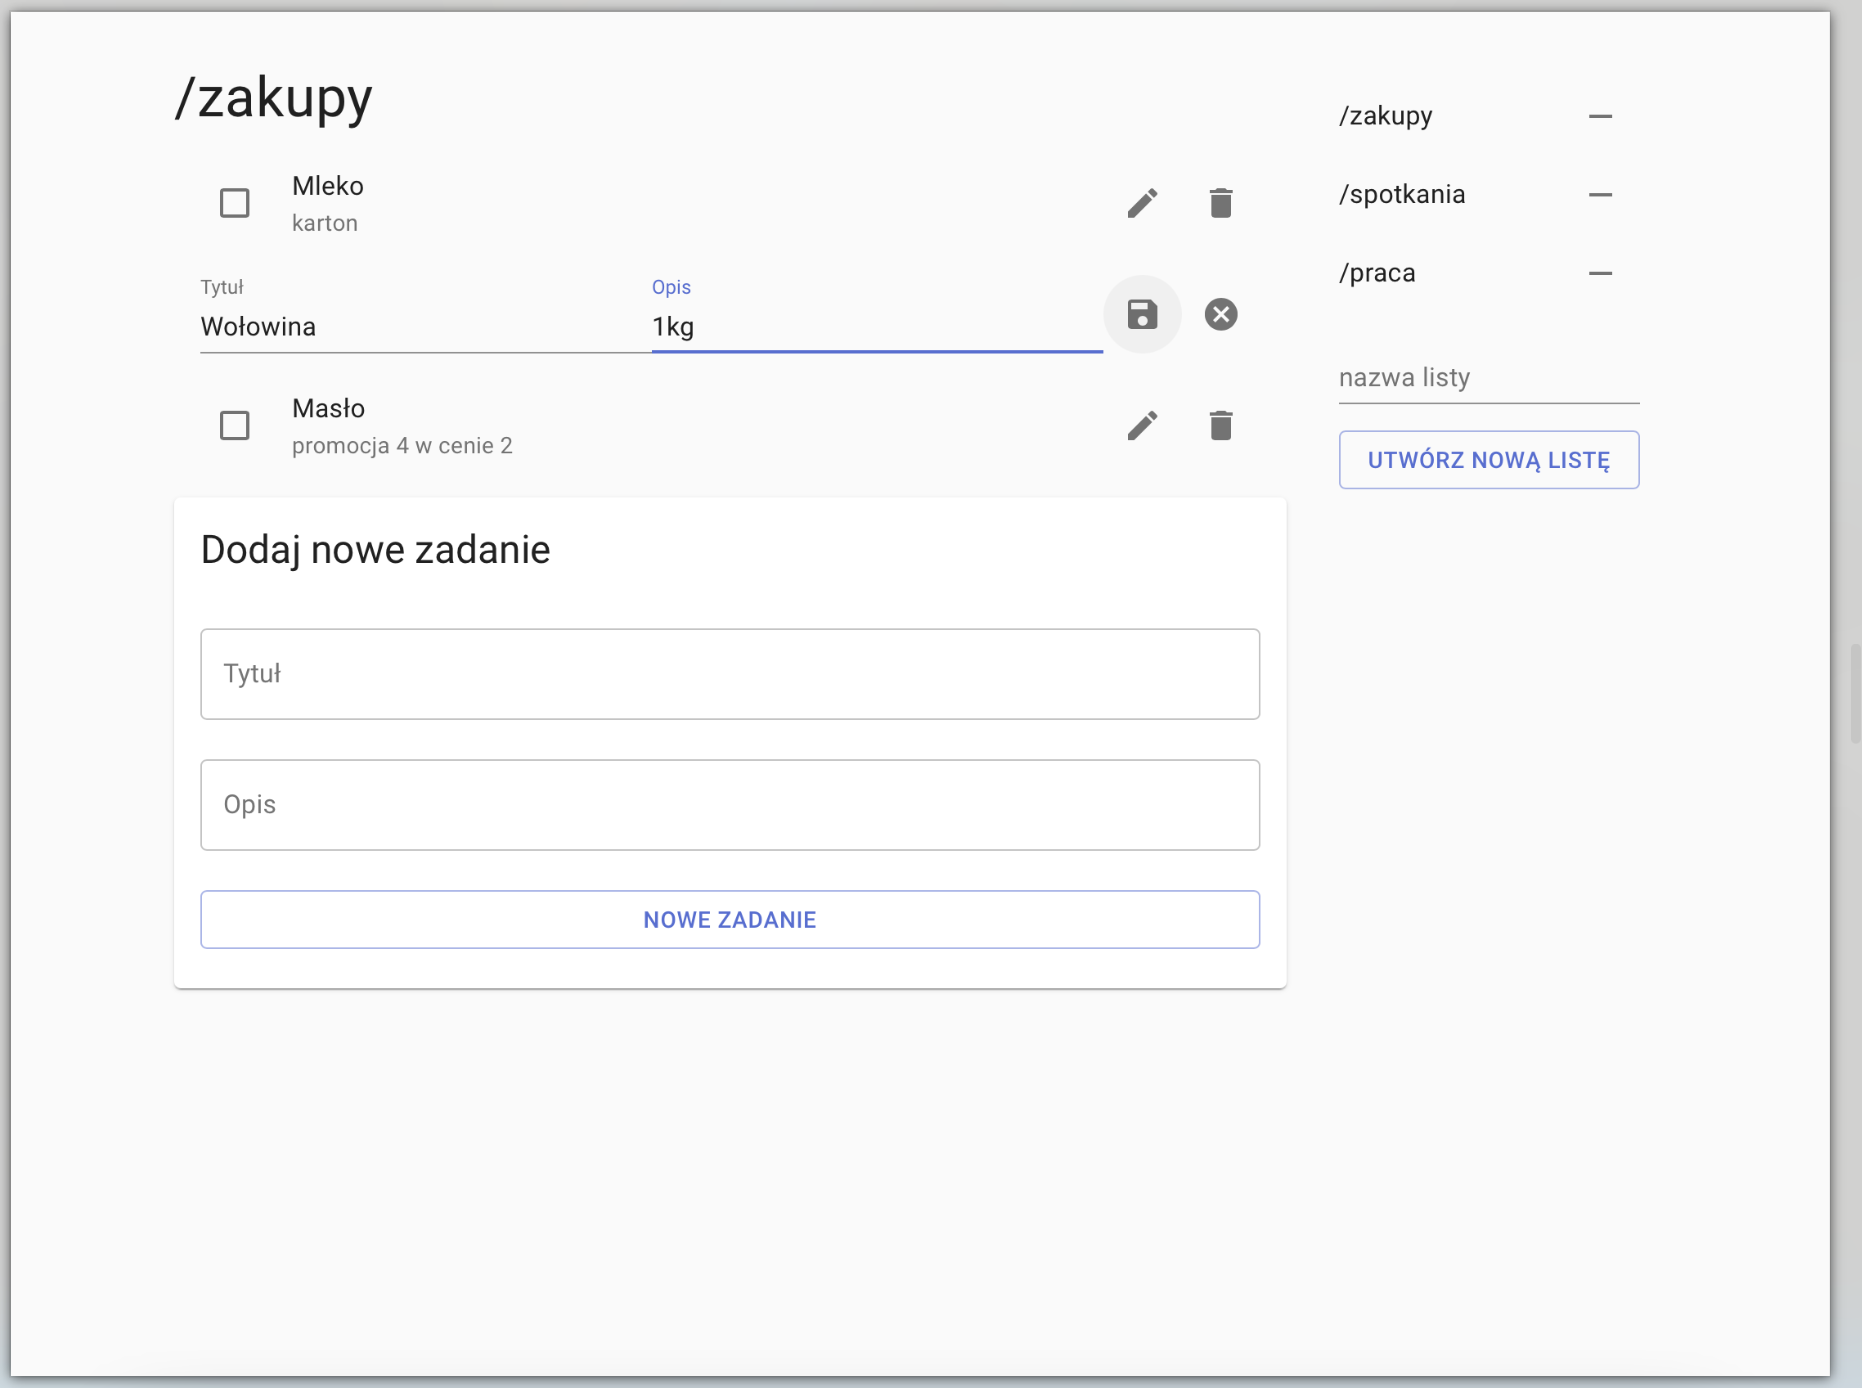 /zakupy
Mleko
karton
Tytuł
Opis
Wołowina
1kg
Masło
promocja 4 w cenie 2
Dodaj nowe zadanie
Tytuł
Opis
NOWE ZADANIE
/zakupy
/spotkania
/praca
nazwa listy
UTWÓRZ NOWĄ LISTĘ